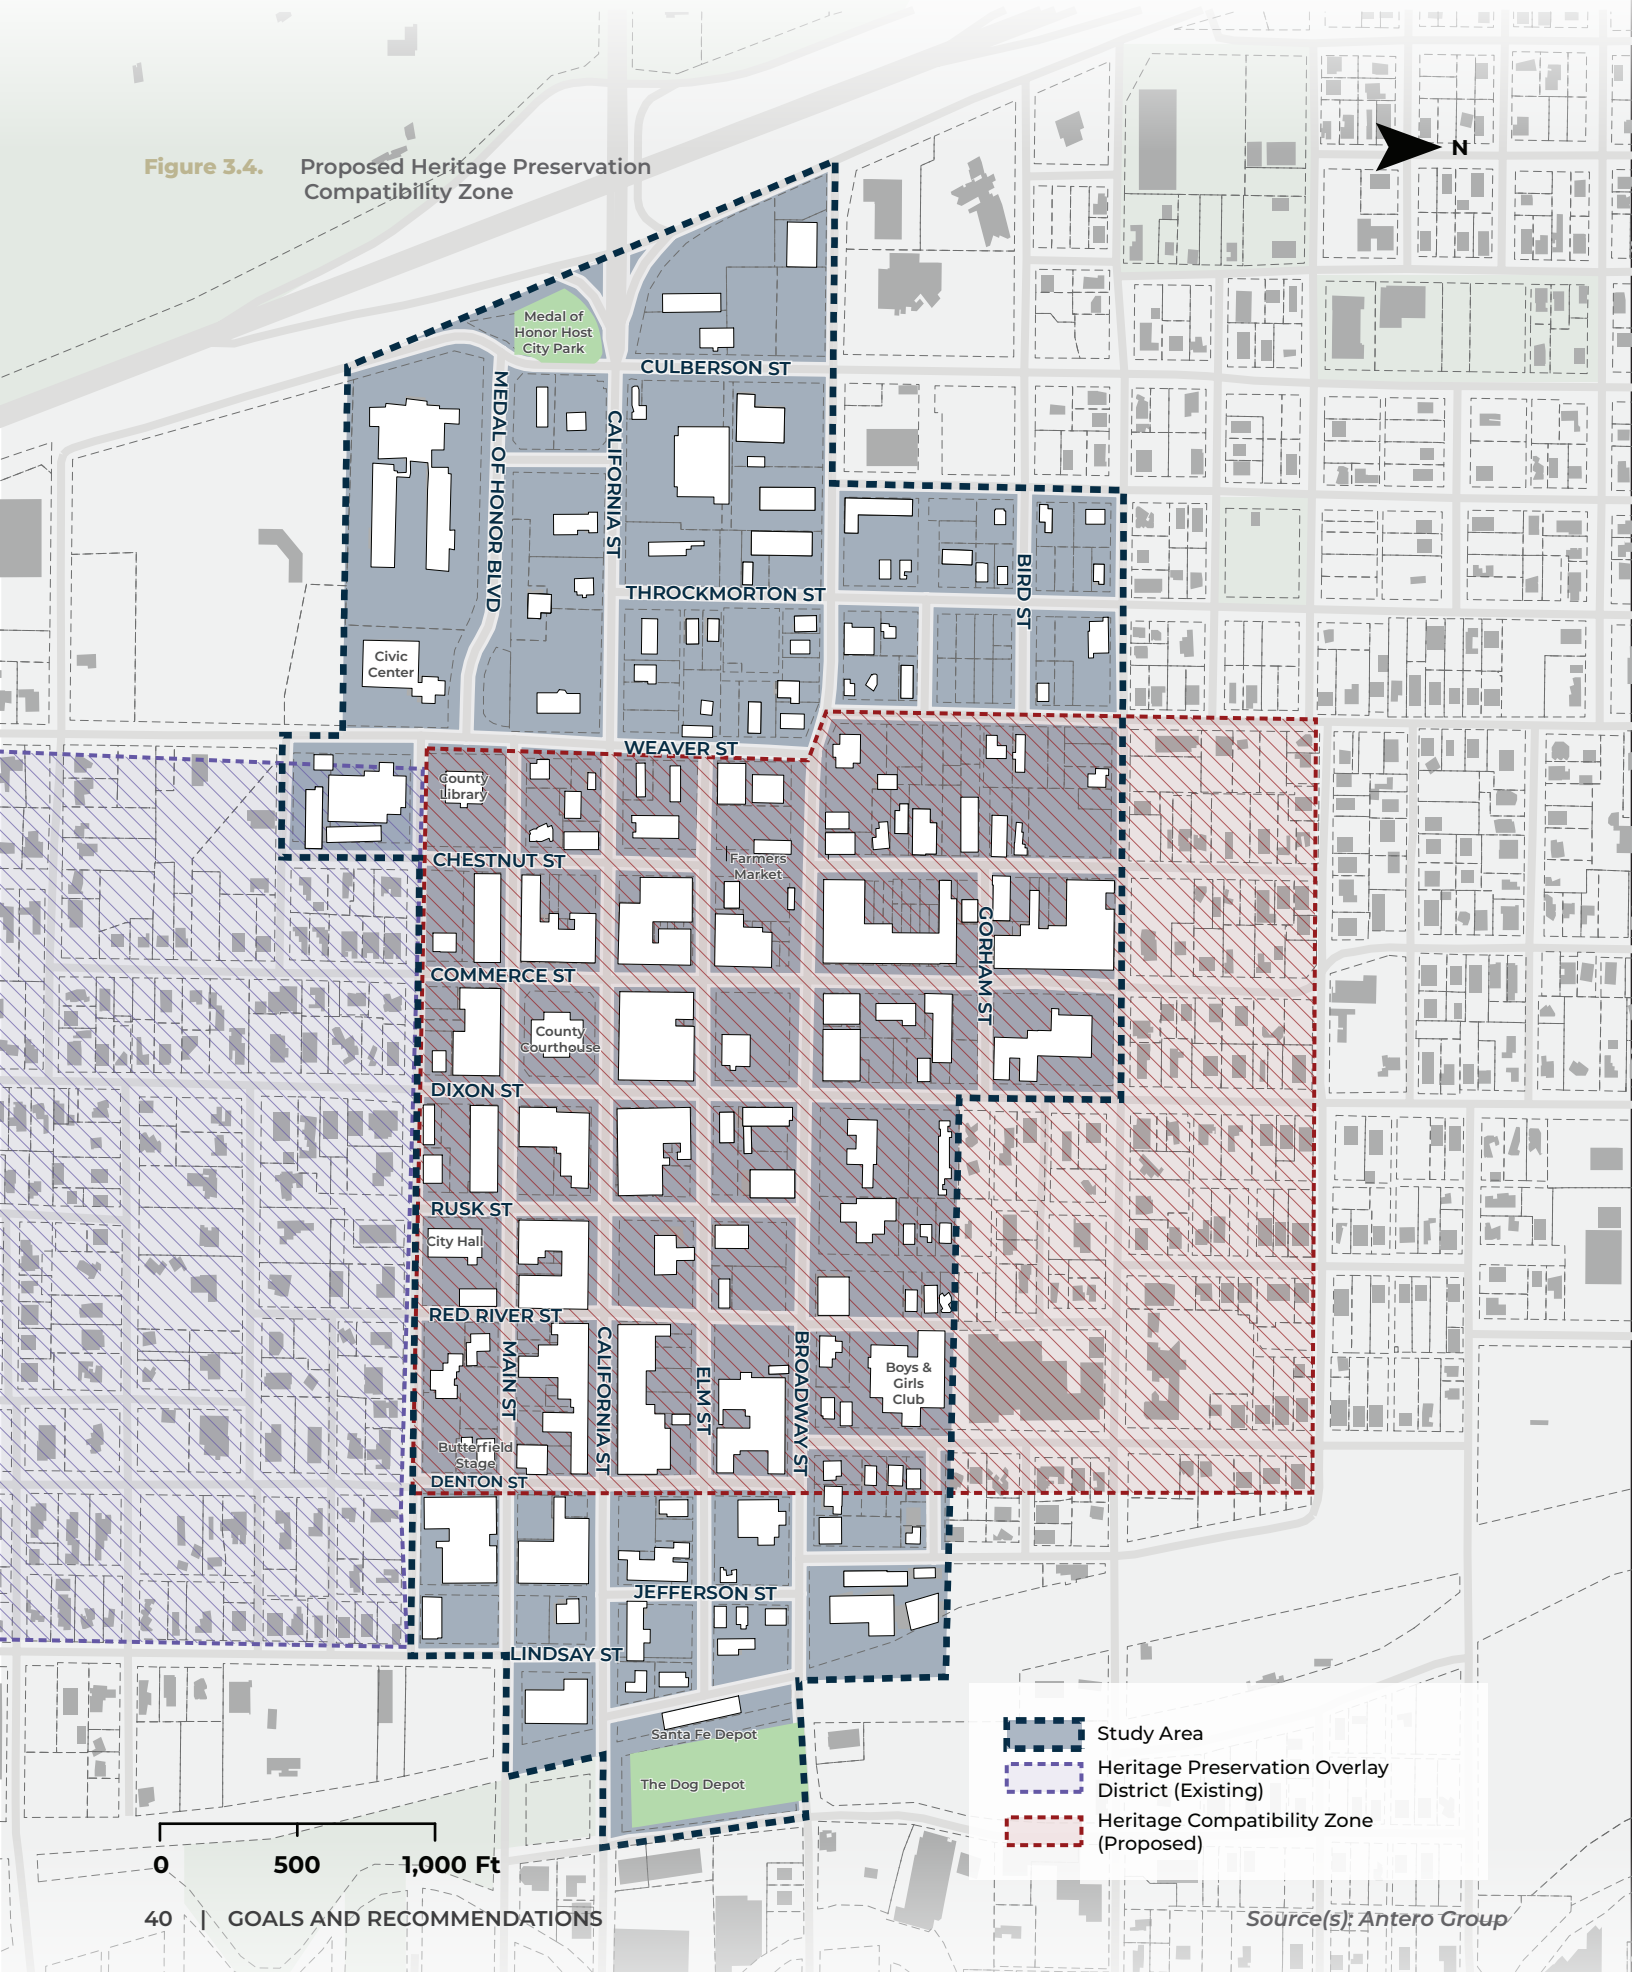 N
Figure 3.4. Proposed Heritage Preservation
Compatibility Zone
Medal of
Honor Host
City Park
CULBERSON ST
MEDAL OF HONOR BLVD
CALIFORNIA ST
BIRD ST
THROCKMORTON ST
Civic
Center
WEAVER ST
County
Library
CHESTNUT ST
Farmers
Market
GORHAM ST
COMMERCE ST
County
Courthouse
DIXON ST
RUSK ST
City Hall
RED RIVER ST
MAIN ST
CALIFORNIA ST
ELM ST
BROADWAY ST
Boys &
Girls
Club
Butterfield
Stage
DENTON ST
JEFFERSON ST
LINDSAY ST
Santa Fe Depot
The Dog Depot
Study Area
Heritage Preservation Overlay
District (Existing)
Heritage Compatibility Zone
(Proposed)
0 500 1,000 Ft
40 | GOALS AND RECOMMENDATIONS
Source(s): Antero Group